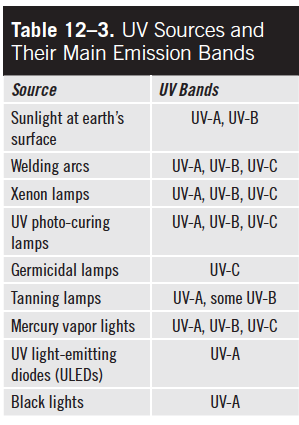 Table 12–3. UV Sources and
Their Main Emission Bands
Source UV Bands
Sunlight at earth's UV-A, UV-B
surface
Welding arcs UV-A, UV-B, UV-C
Xenon lamps UV-A, UV-B, UV-C
UV photo-curing UV-A, UV-B, UV-C
lamps
Germicidal lamps UV-C
Tanning lamps UV-A, some UV-B
Mercury vapor lights UV-A, UV-B, UV-C
UV light-emitting UV-A
diodes (ULEDs)
Black lights UV-A